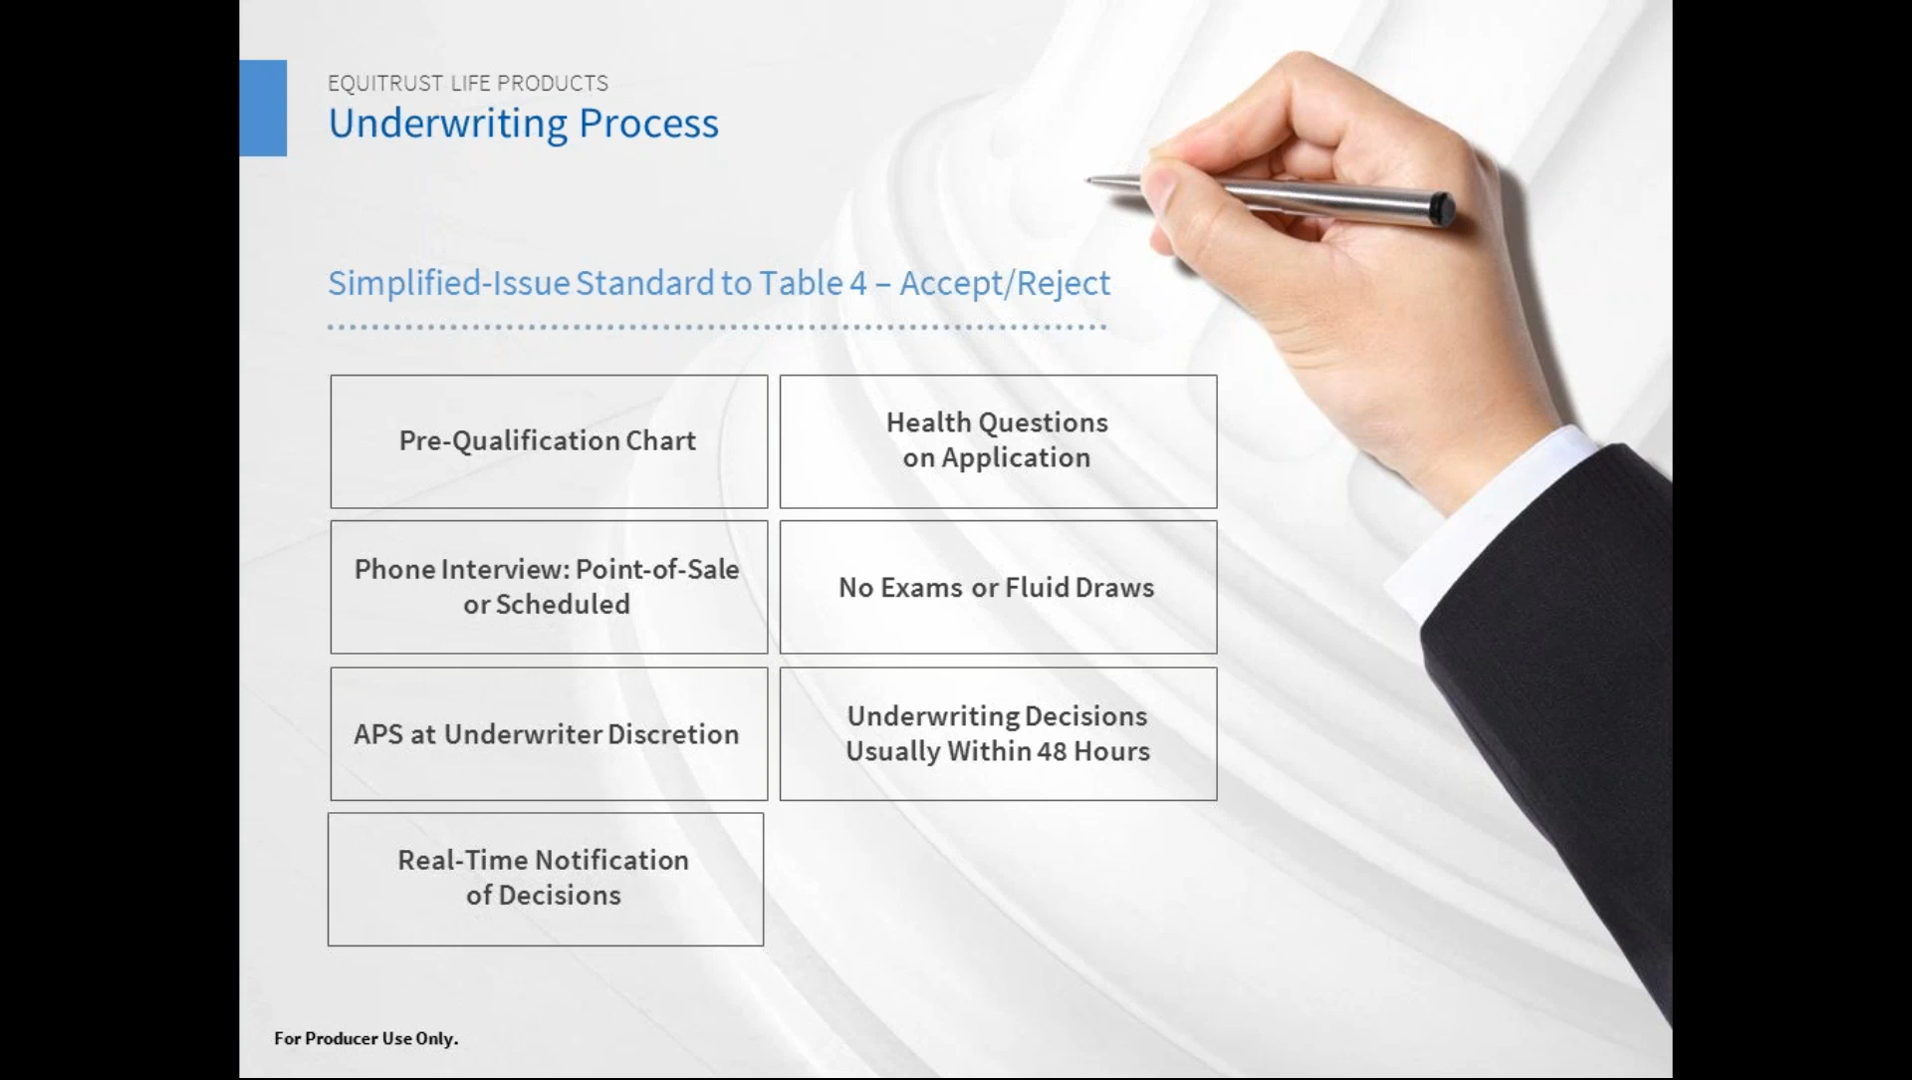 EQUITRUST LIFE PRODUCTS
Underwriting Process
Simplified-Issue Standard to Table 4 – Accept/Reject
Pre-Qualification Chart
Health Questions
on Application
Phone Interview: Point-of-Sale
or Scheduled
No Exams or Fluid Draws
APS at Underwriter Discretion
Underwriting Decisions
Usually Within 48 Hours
Real-Time Notification
of Decisions
For Producer Use Only.